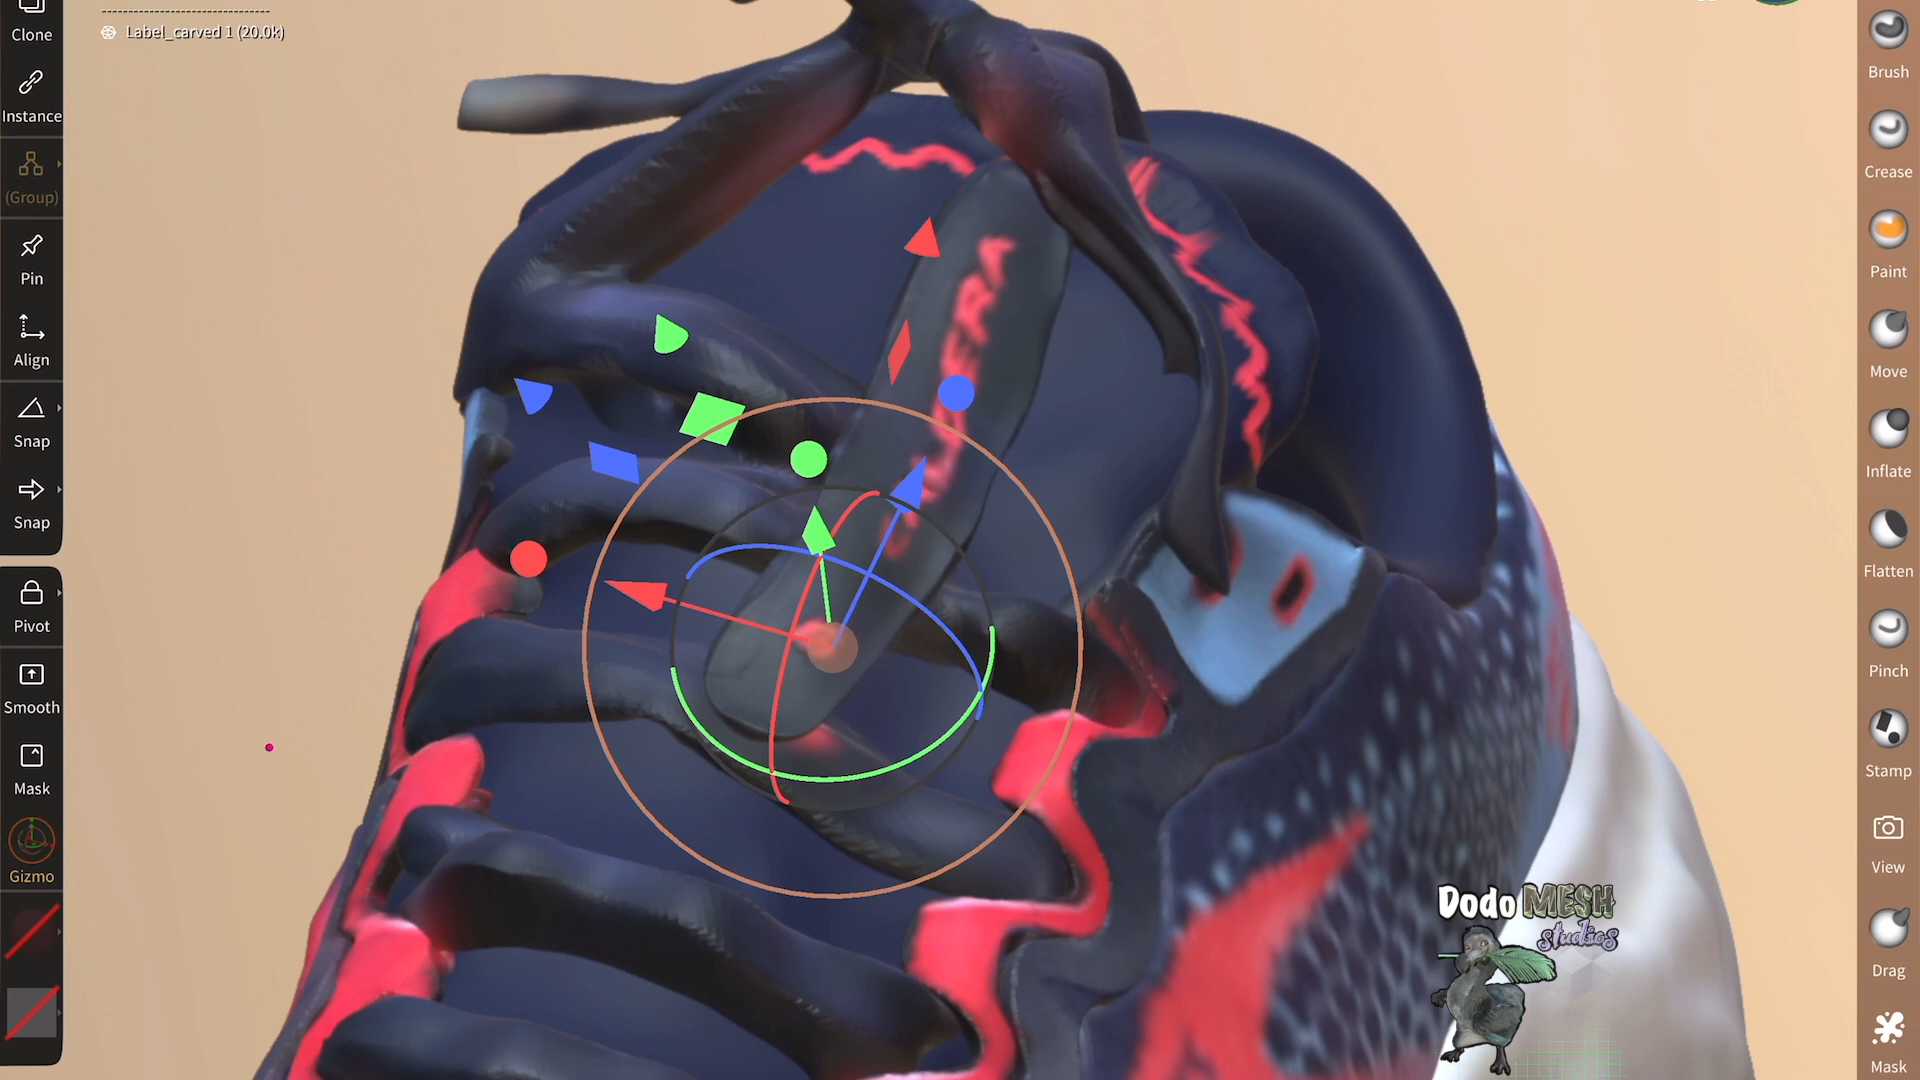 Label_carved 1 (20.0k)
Clone
Instance
(Group)
Pin
Align
Snap
Snap
Pivot
Smooth
Mask
Gizmo
Brush
Crease
Paint
Move
Inflate
Flatten
Pinch
Stamp
View
Drag
Mask
Dodo MESH
studios